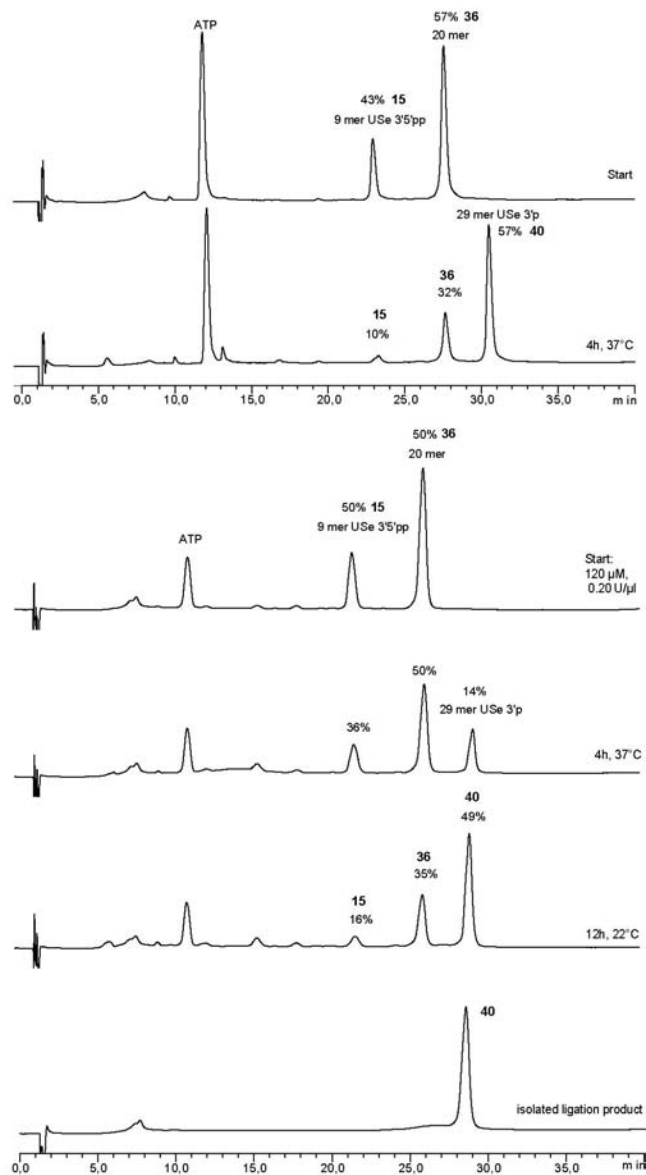 ATP
57% 36
20 mer
43% 15
9 mer USe 3'5'pp
Start
29 mer USe 3'p
57% 40
36
32%
15
10%
4h, 37°C
0,0 5,0 10,0 15,0 20,0 25,0 30,0 35,0 min
50% 36
20 mer
50% 15
9 mer USe 3'5'pp
ATP
Start:
120 µM,
0.20 U/µl
50%
14%
29 mer USe 3'p
36%
4h, 37°C
40
49%
36
35%
15
16%
12h, 22°C
40
isolated ligation product
0,0 5,0 10,0 15,0 20,0 25,0 30,0 35,0 min